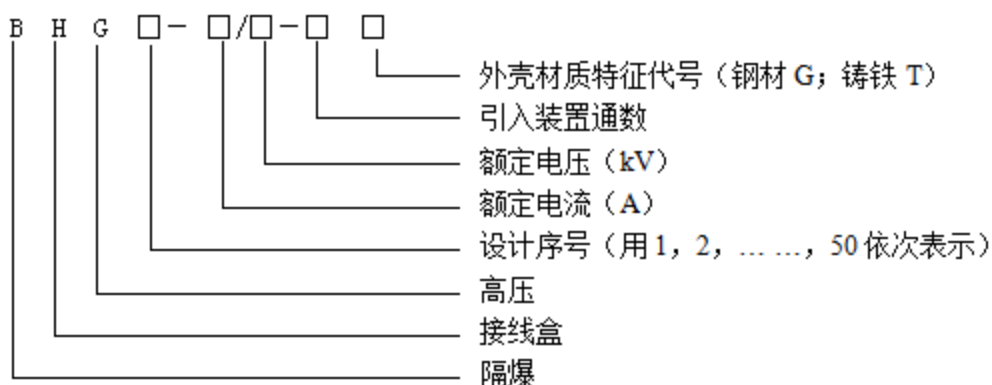 B H G □－ □/□－□ □
外壳材质特征代号（钢材 G；铸铁 T）
引入装置通数
额定电压（kV）
额定电流（A）
设计序号（用 1，2，… …，50 依次表示）
高压
接线盒
隔爆